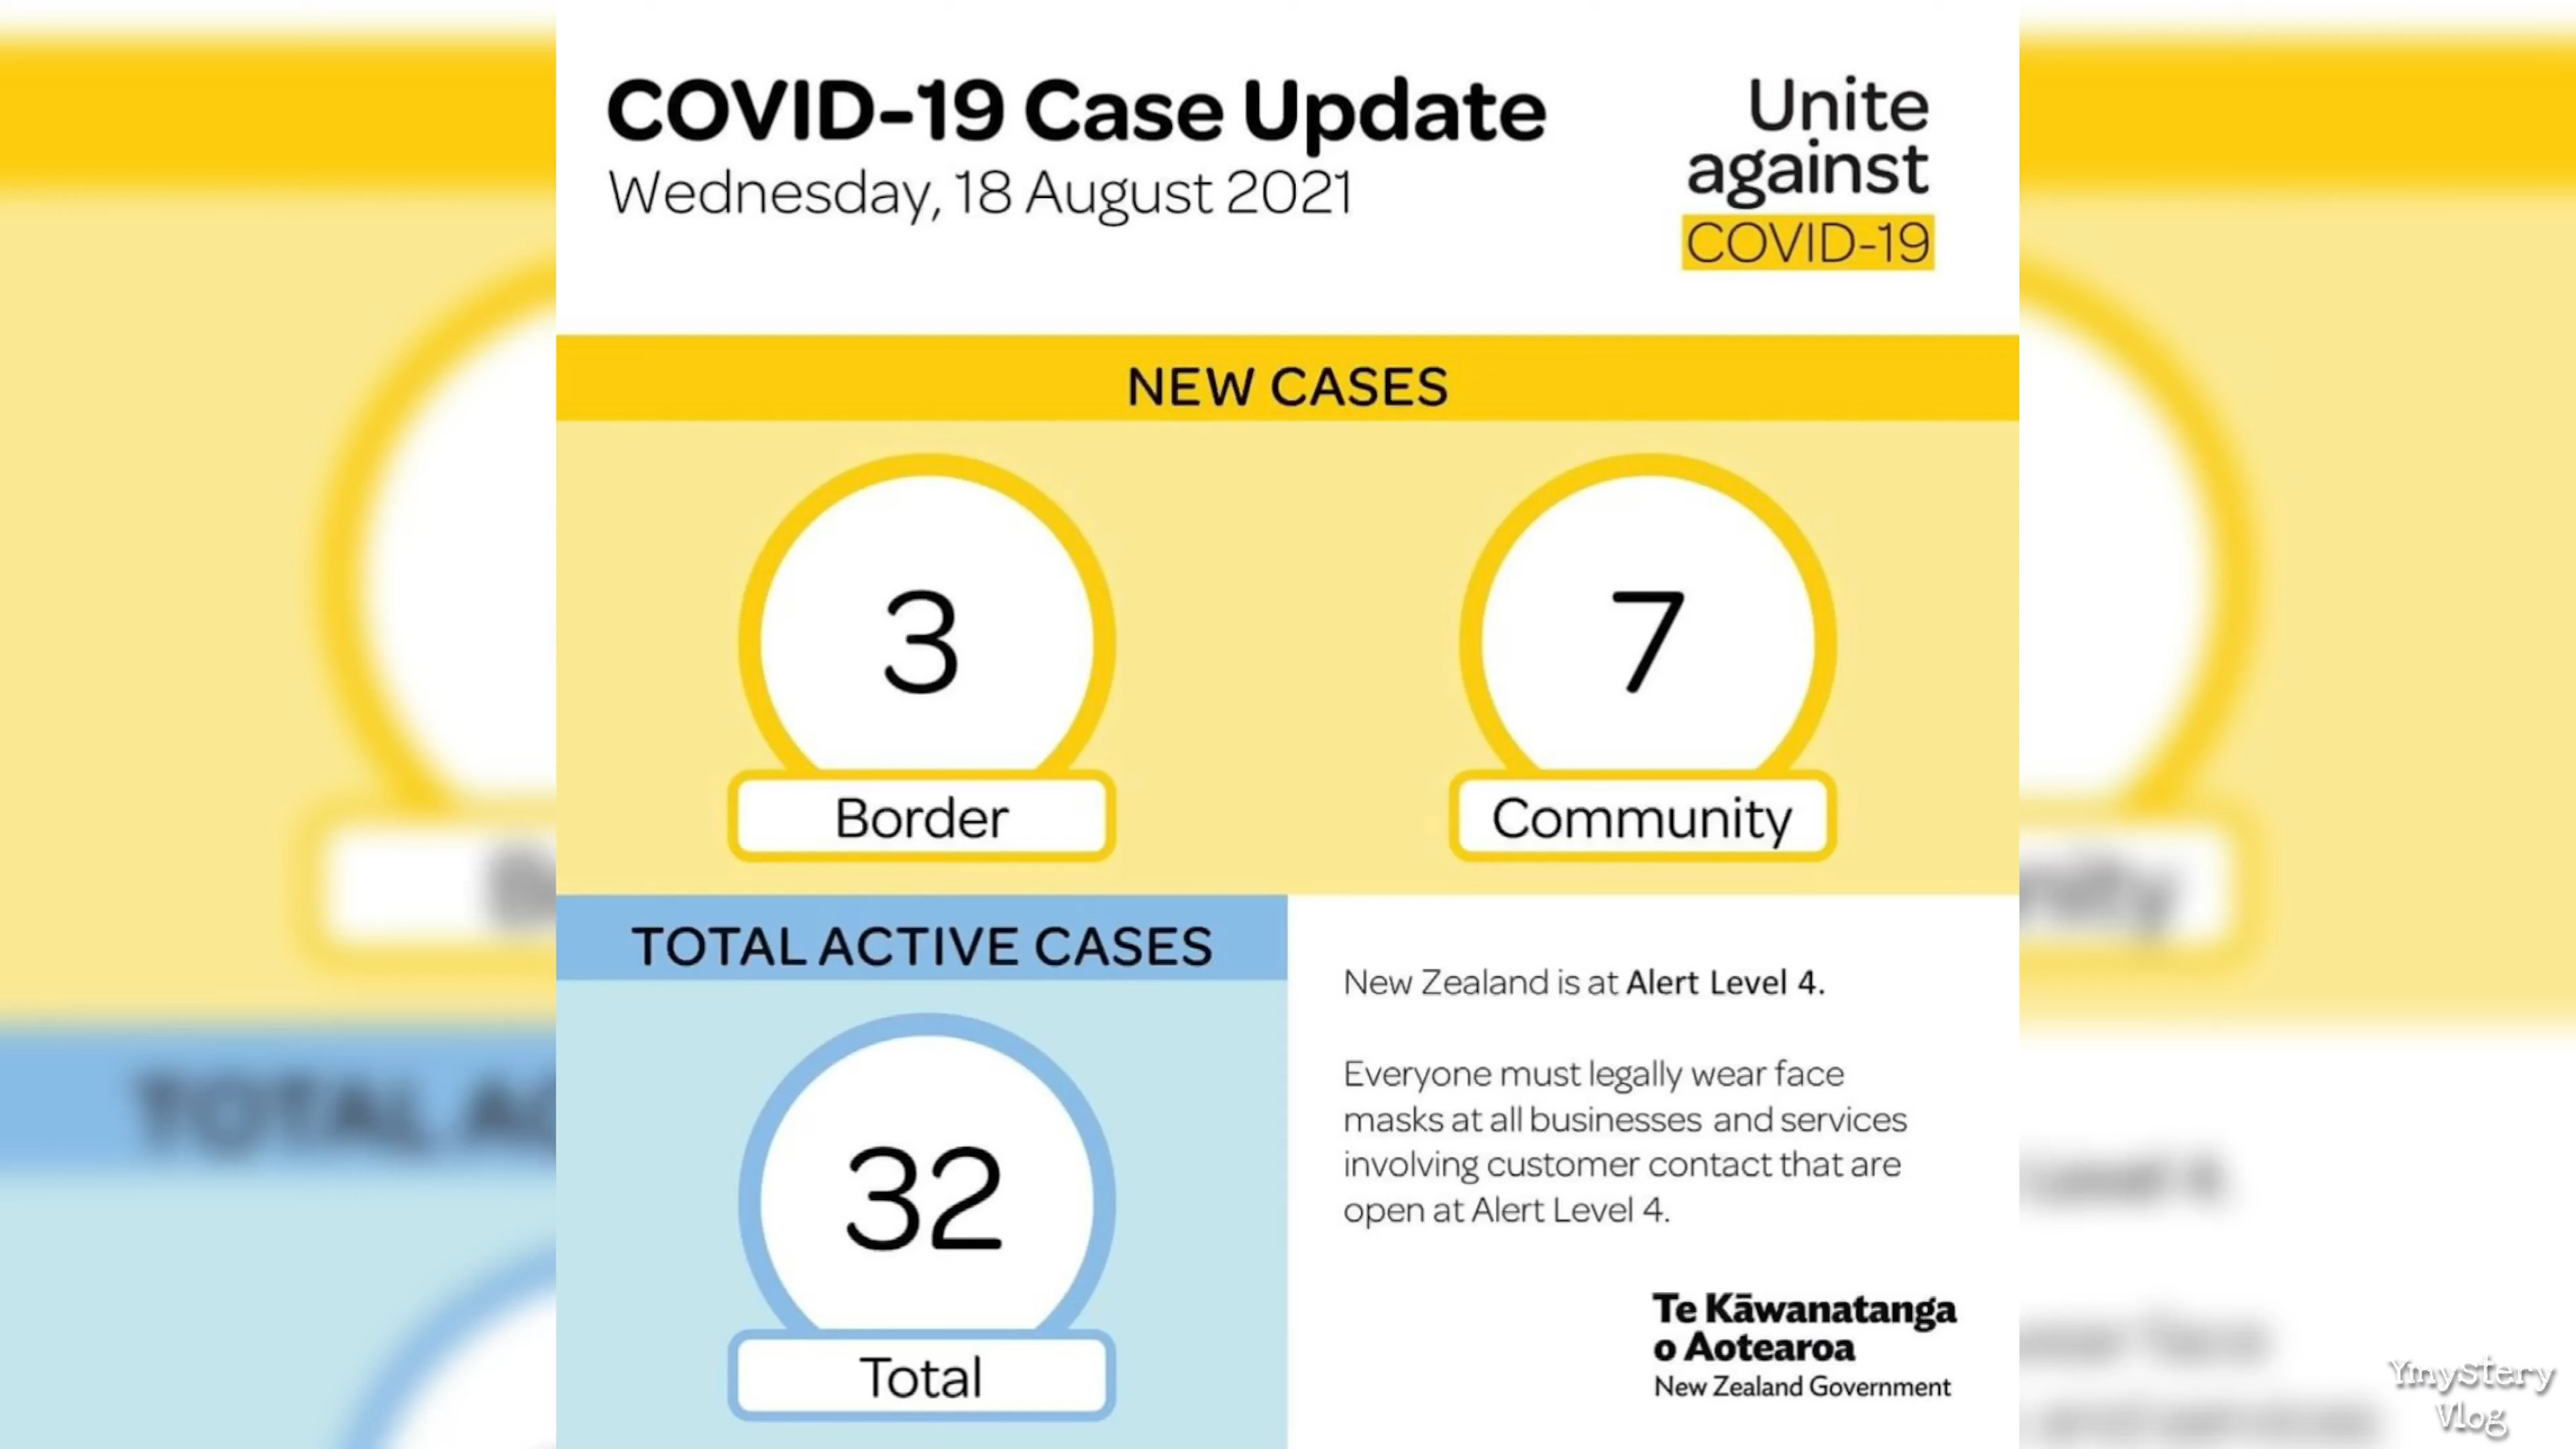 COVID-19 Case Update
Wednesday, 18 August 2021
Unite
against
COVID-19
NEW CASES
3
Border
7
Community
TOTAL ACTIVE CASES
32
Total
New Zealand is at Alert Level 4.
Everyone must legally wear face
masks at all businesses and services
involving customer contact that are
open at Alert Level 4.
Te Kāwanatanga
o Aotearoa
New Zealand Government
Ymystery
Vlog